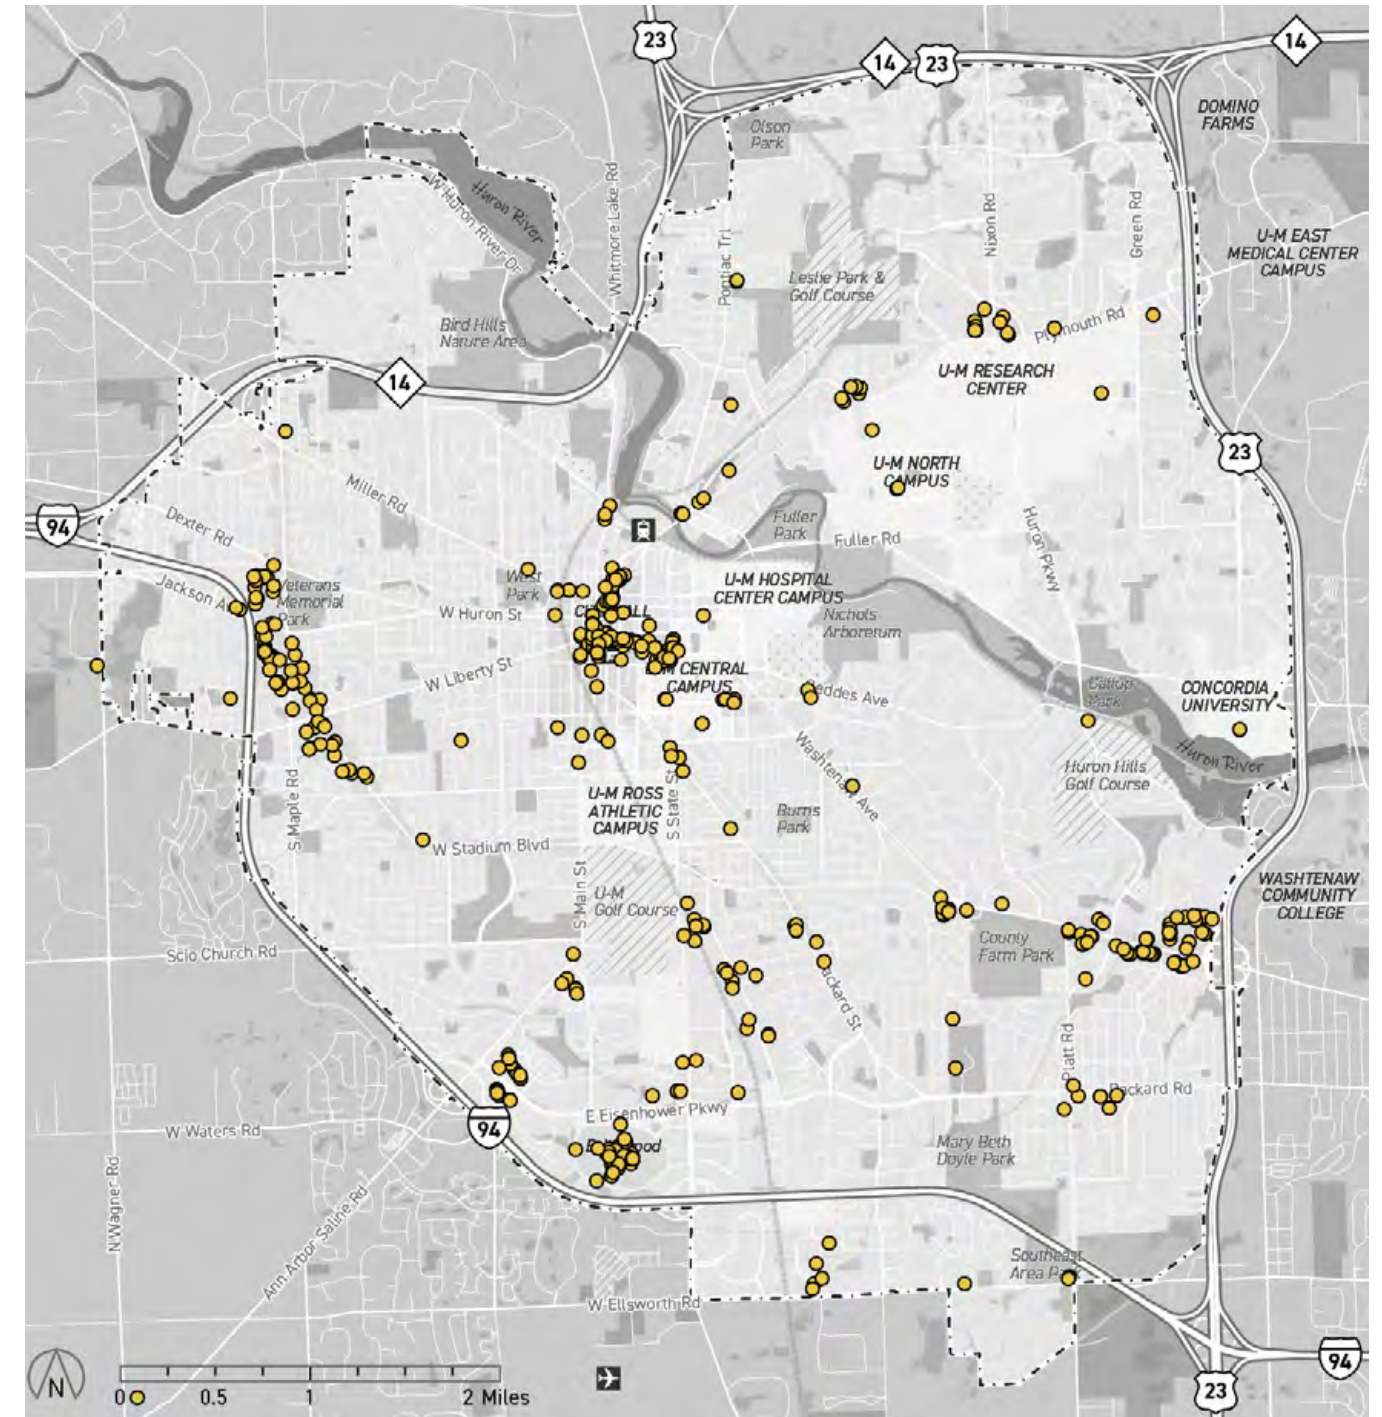 23
14
14
23
DOMINO
FARMS
Olson
Park
Huron River
W Huron River Dr
Whitmore Lake Rd
Pontiac Trl
Nixon Rd
Green Rd
U-M EAST
MEDICAL CENTER
CAMPUS
Leslie Park &
Golf Course
Bird Hills
Nature Area
Plymouth Rd
14
U-M RESEARCH
CENTER
23
U-M NORTH
CAMPUS
Miller Rd
94
Dexter Rd
Fuller
Park
Fuller Rd
Huron Pkwy
Jackson A
Veterans
Memorial
Park
West
Park
U-M HOSPITAL
CENTER CAMPUS
W Huron St
Nichols
Arboretum
W Liberty St
M CENTRAL
CAMPUS
eddes Ave
Gallup
Park
CONCORDIA
UNIVERSITY
Washtenaw Ave
Huron River
Huron Hills
Golf Course
S Maple Rd
U-M ROSS
ATHLETIC
CAMPUS
S State St
Burns
Park
W Stadium Blvd
S Main St
U-M
Golf Course
WASHTENAW
COMMUNITY
COLLEGE
Scio Church Rd
County
Farm Park
ackard St
Platt Rd
Packard Rd
E Eisenhower Pkwy
94
W Waters Rd
Mary Beth
Doyle Park
N Wagner Rd
Ann Arbor Saline Rd
Southeast
Area Park
W Ellsworth Rd
N
0 0.5 1 2 Miles
94
23